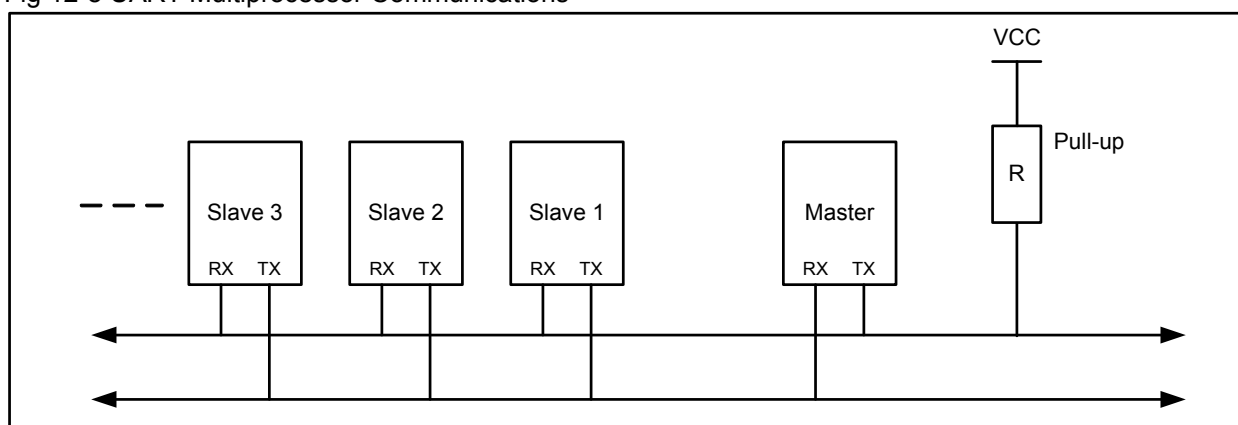 VCC
Pull-up
R
Slave 3
Slave 2
Slave 1
Master
RX TX
RX TX
RX TX
RX TX